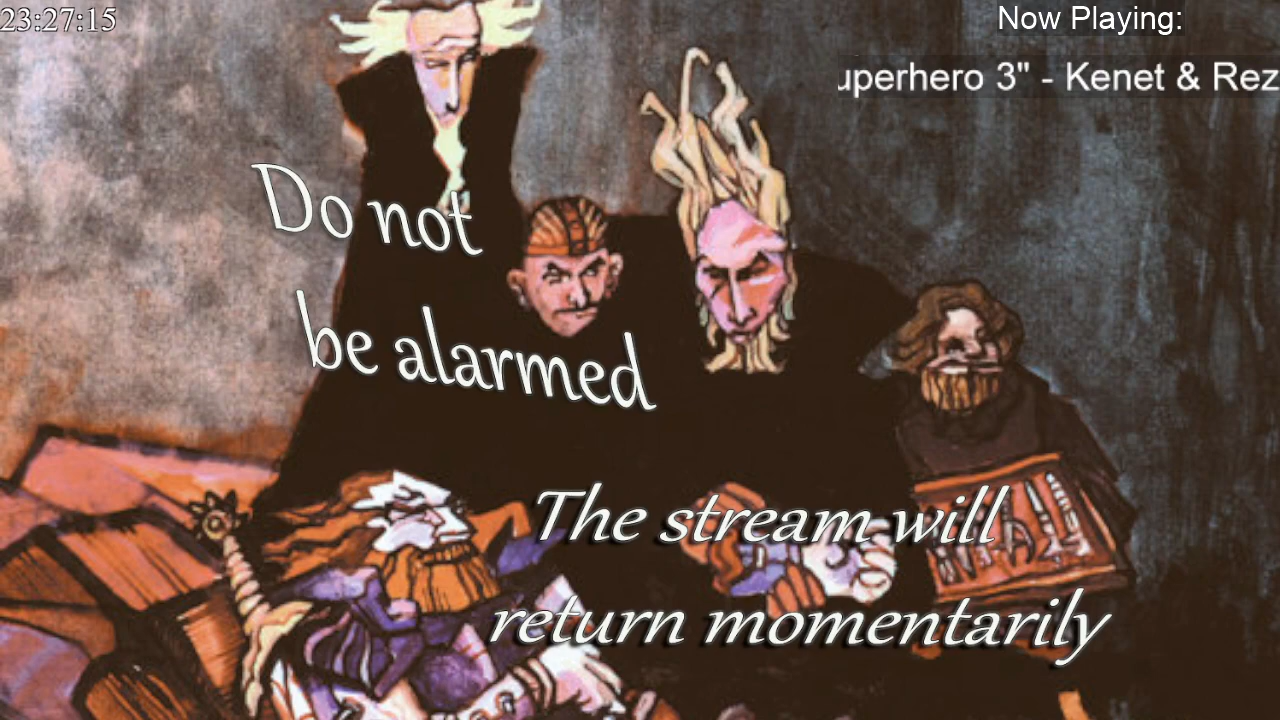 23:27:15
Now Playing:
uperhero 3" - Kenet & Rez
Do not
be alarmed
The stream will
return momentarily